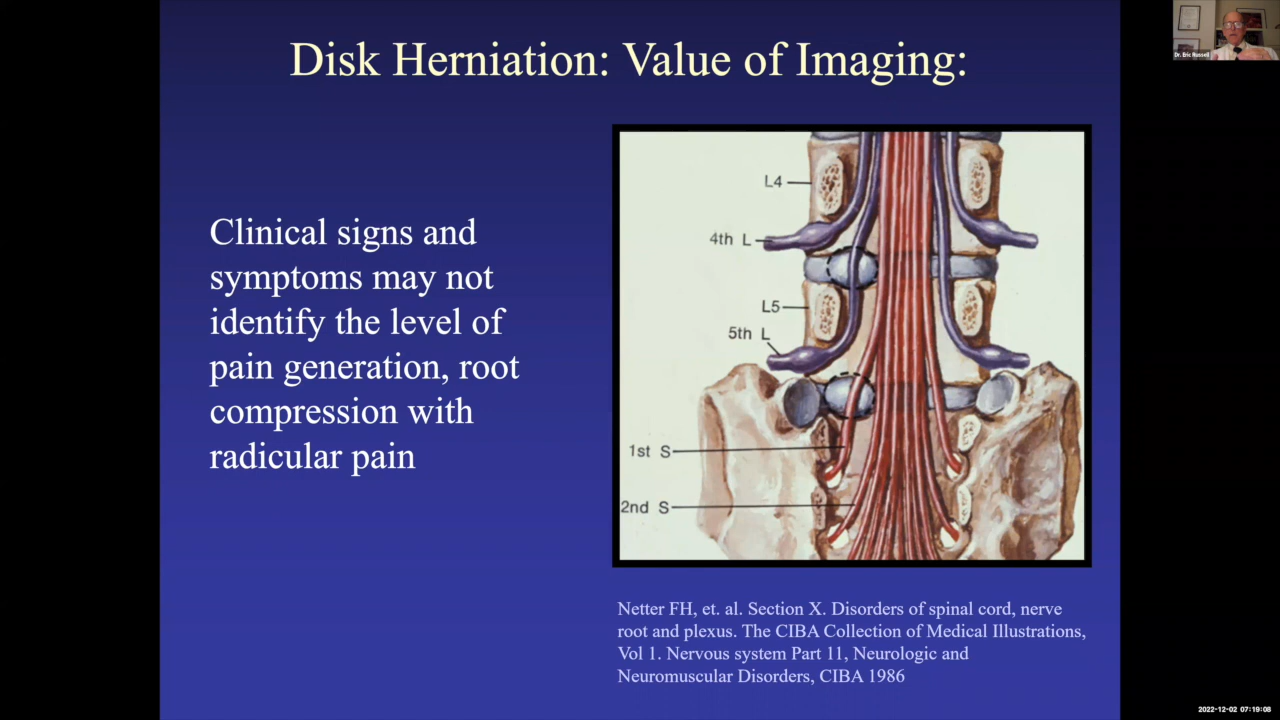 Disk Herniation: Value of Imaging:
Dr. Eric Russell
Clinical signs and
symptoms may not
identify the level of
pain generation, root
compression with
radicular pain
L4
4th L
L5
5th L
1st S
2nd S
Netter FH, et. al. Section X. Disorders of spinal cord, nerve
root and plexus. The CIBA Collection of Medical Illustrations,
Vol 1. Nervous system Part 11, Neurologic and
Neuromuscular Disorders, CIBA 1986
2022-12-02 07:19:08